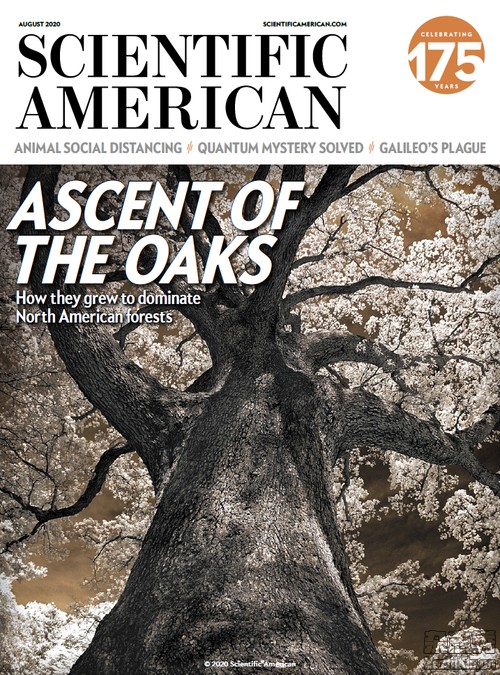 AUGUST 2020
SCIENTIFICAMERICAN.COM
SCIENTIFIC
AMERICAN
CELEBRATING
175
YEARS
ANIMAL SOCIAL DISTANCING // QUANTUM MYSTERY SOLVED // GALILEO'S PLAGUE
ASCENT OF
THE OAKS
How they grew to dominate
North American forests
© 2020 Scientific American